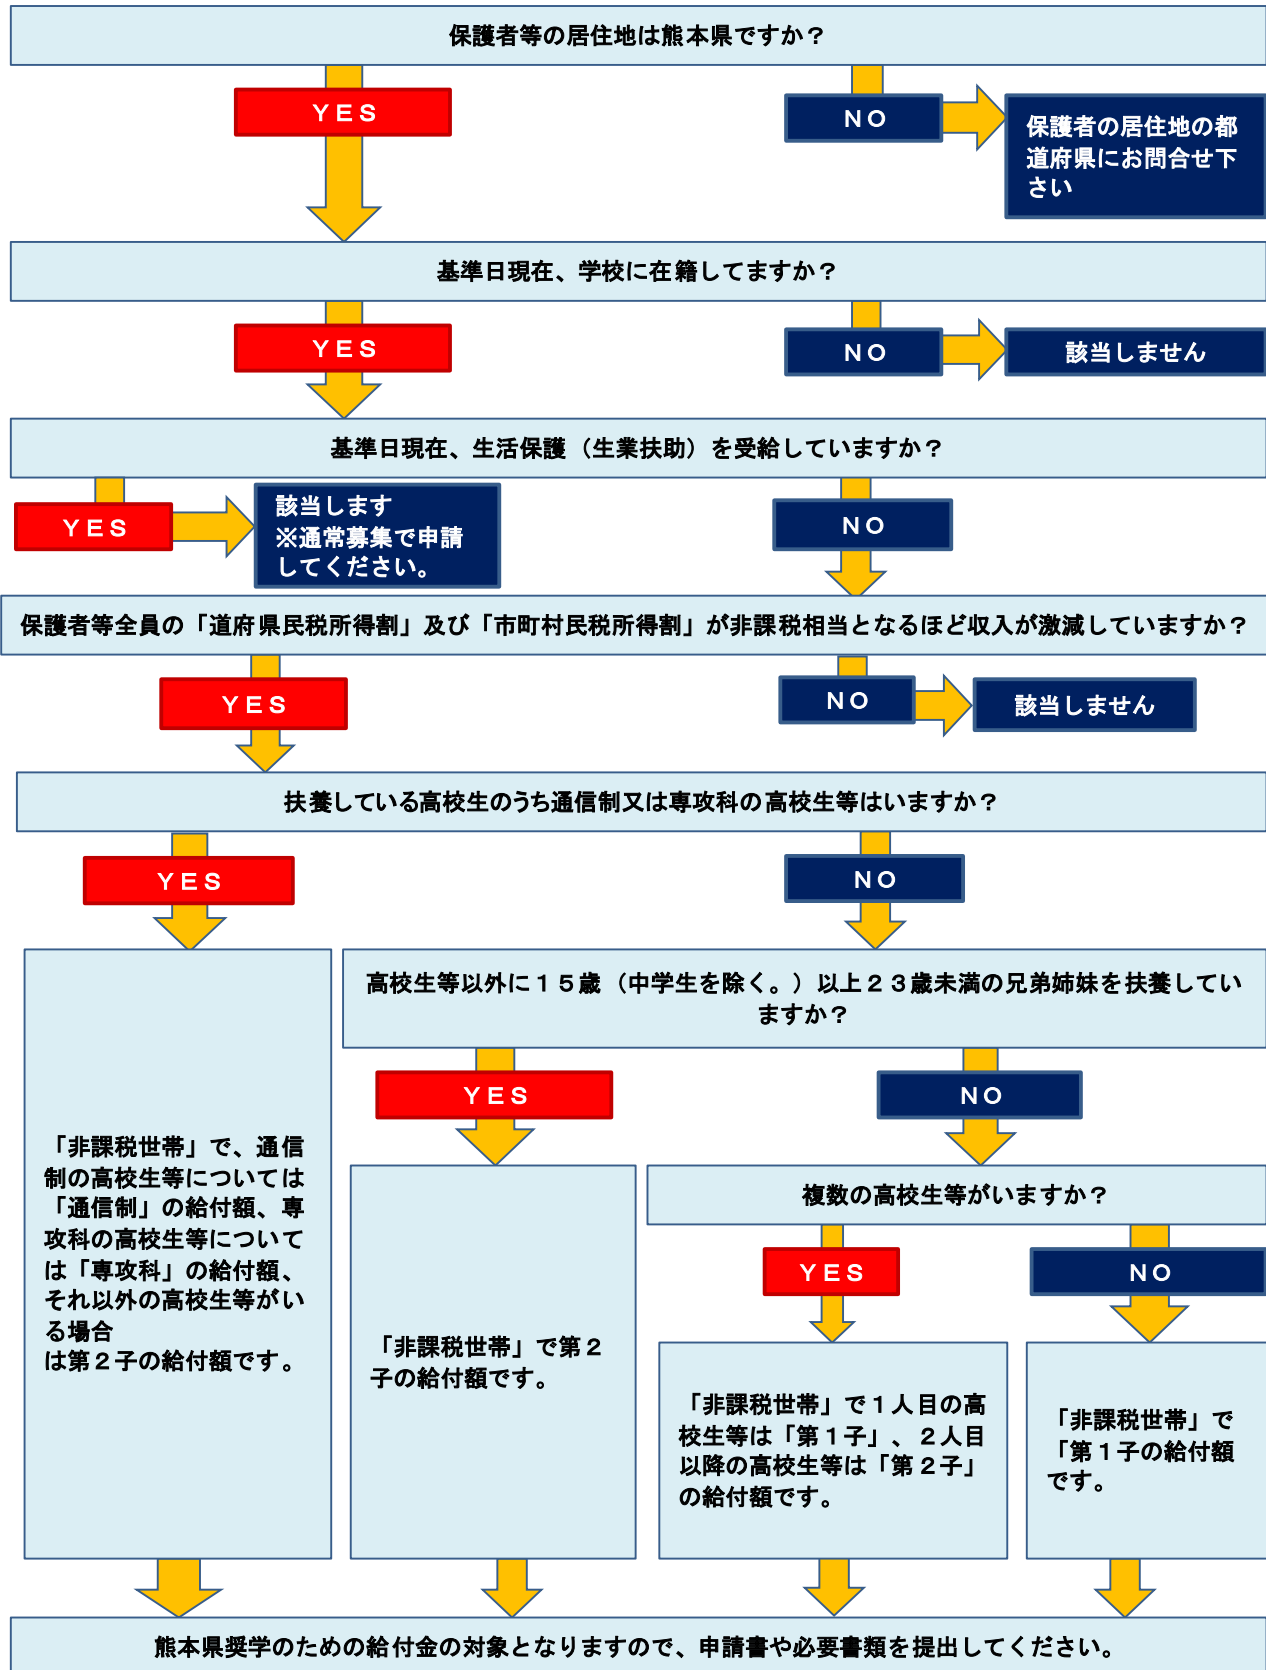 保護者等の居住地は熊本県ですか？
ＹＥＳ
ＮＯ
保護者の居住地の都
道府県にお問合せ下
さい
基準日現在、学校に在籍してますか？
ＹＥＳ
ＮＯ
該当しません
基準日現在、生活保護（生業扶助）を受給していますか？
ＹＥＳ
該当します
※通常募集で申請
してください。
ＮＯ
保護者等全員の「道府県民税所得割」及び「市町村民税所得割」が非課税相当となるほど収入が激減していますか？
ＹＥＳ
ＮＯ
該当しません
扶養している高校生のうち通信制又は専攻科の高校生等はいますか？
ＹＥＳ
ＮＯ
高校生等以外に１５歳（中学生を除く。）以上２３歳未満の兄弟姉妹を扶養してい
ますか？
ＹＥＳ
ＮＯ
「非課税世帯」で、通信
制の高校生等については
「通信制」の給付額、専
攻科の高校生等について
は「専攻科」の給付額、
それ以外の高校生等がい
る場合
は第２子の給付額です。
複数の高校生等がいますか？
ＹＥＳ
ＮＯ
「非課税世帯」で第２
子の給付額です。
「非課税世帯」で１人目の高
校生等は「第１子」、２人目
以降の高校生等は「第２子」
の給付額です。
「非課税世帯」で
「第１子の給付額
です。
熊本県奨学のための給付金の対象となりますので、申請書や必要書類を提出してください。